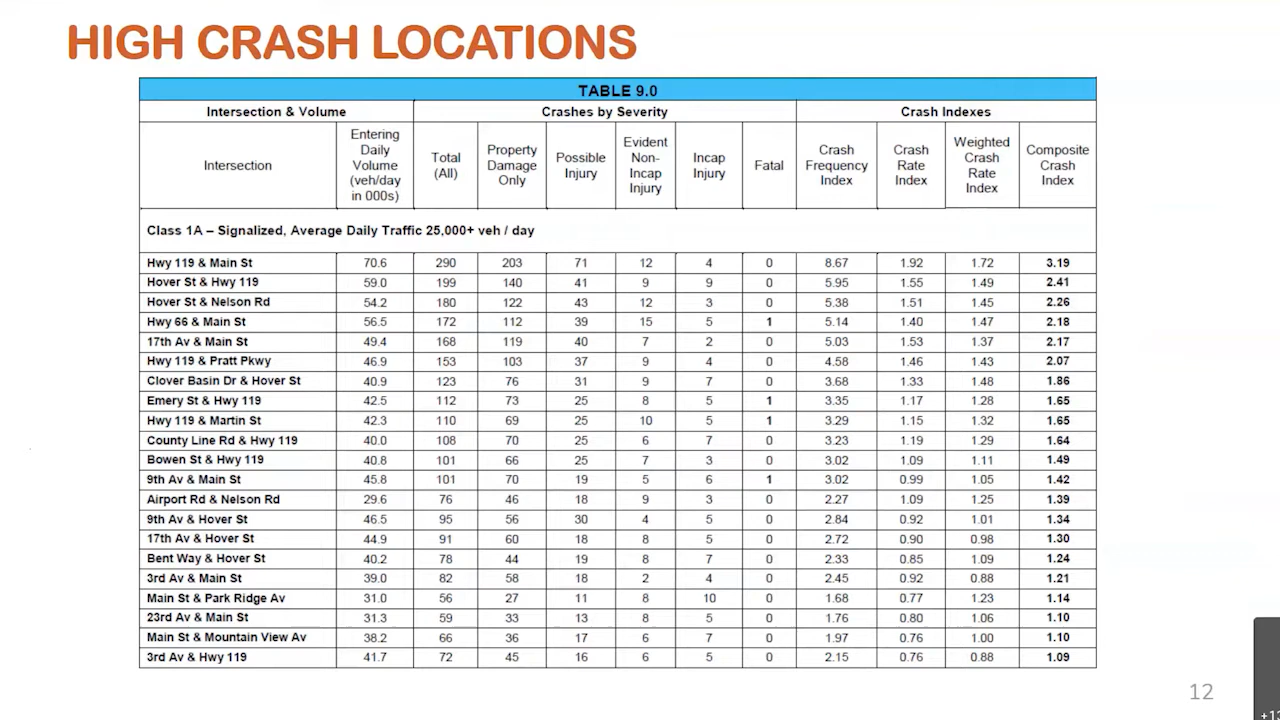 HIGH CRASH LOCATIONS
TABLE 9.0
Intersection & Volume Crashes by Severity Crash Indexes
Intersection Entering Daily Volume (veh/day in 000s) Total (All) Property Damage Only Possible Injury Evident Non-Incap Injury Incap Injury Fatal Crash Frequency Index Crash Rate Index Weighted Crash Rate Index Composite Crash Index
Class 1A – Signalized, Average Daily Traffic 25,000+ veh / day
Hwy 119 & Main St 70.6 290 203 71 12 4 0 8.67 1.92 1.72 3.19
Hover St & Hwy 119 59.0 199 140 41 9 9 0 5.95 1.55 1.49 2.41
Hover St & Nelson Rd 54.2 180 122 43 12 3 0 5.38 1.51 1.45 2.26
Hwy 66 & Main St 56.5 172 112 39 15 5 1 5.14 1.40 1.47 2.18
17th Av & Main St 49.4 168 119 40 7 2 0 5.03 1.53 1.37 2.17
Hwy 119 & Pratt Pkwy 46.9 153 103 37 9 4 0 4.58 1.46 1.43 2.07
Clover Basin Dr & Hover St 40.9 123 76 31 9 7 0 3.68 1.33 1.48 1.86
Emery St & Hwy 119 42.5 112 73 25 8 5 1 3.35 1.17 1.28 1.65
Hwy 119 & Martin St 42.3 110 69 25 10 5 1 3.29 1.15 1.32 1.65
County Line Rd & Hwy 119 40.0 108 70 25 6 7 0 3.23 1.19 1.29 1.64
Bowen St & Hwy 119 40.8 101 66 25 7 3 0 3.02 1.09 1.11 1.49
9th Av & Main St 45.8 101 70 19 5 6 1 3.02 0.99 1.05 1.42
Airport Rd & Nelson Rd 29.6 76 46 18 9 3 0 2.27 1.09 1.25 1.39
9th Av & Hover St 46.5 95 56 30 4 5 0 2.84 0.92 1.01 1.34
17th Av & Hover St 44.9 91 60 18 8 5 0 2.72 0.90 0.98 1.30
Bent Way & Hover St 40.2 78 44 19 8 7 0 2.33 0.85 1.09 1.24
3rd Av & Main St 39.0 82 58 18 2 4 0 2.45 0.92 0.88 1.21
Main St & Park Ridge Av 31.0 56 27 11 8 10 0 1.68 0.77 1.23 1.14
23rd Av & Main St 31.3 59 33 13 8 5 0 1.76 0.80 1.06 1.10
Main St & Mountain View Av 38.2 66 36 17 6 7 0 1.97 0.76 1.00 1.10
3rd Av & Hwy 119 41.7 72 45 16 6 5 0 2.15 0.76 0.88 1.09
12